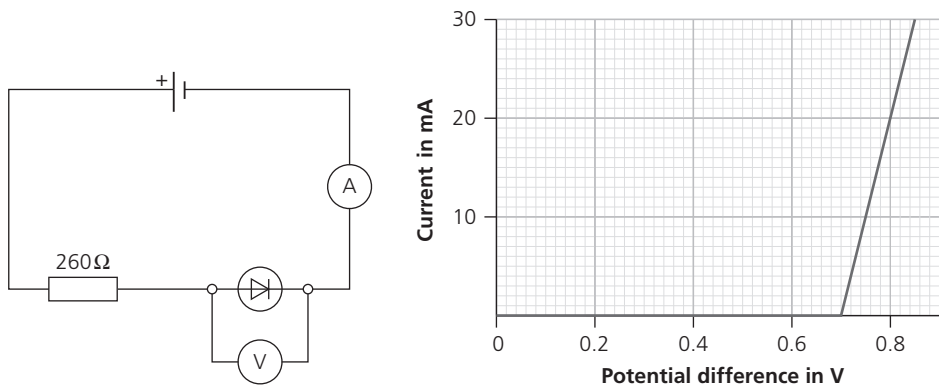 +
A
260Ω
V
Current in mA
30
20
10
0
0.2
0.4
0.6
0.8
Potential difference in V